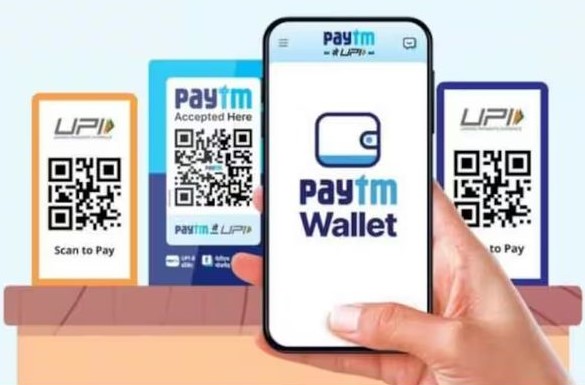 UPI
Scan to Pay
paytm
Accepted Here
paytm UPI
paytm
UPI
paytm
Wallet
UPI
to Pay